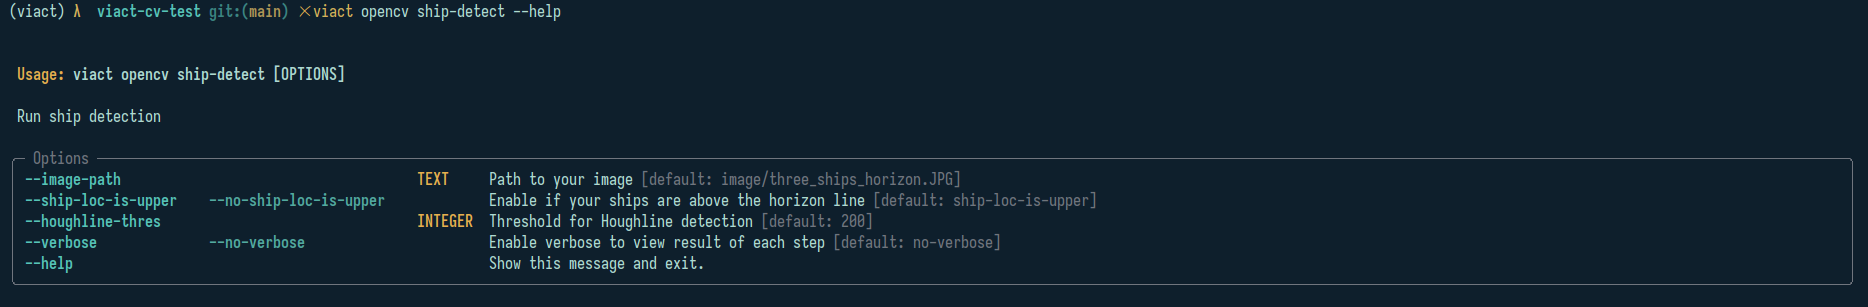 (viact) λ  viact-cv-test git:(main) ✕viact opencv ship-detect --help
Usage: viact opencv ship-detect [OPTIONS]
Run ship detection
Options
--image-path TEXT Path to your image [default: image/three_ships_horizon.JPG]
--ship-loc-is-upper --no-ship-loc-is-upper Enable if your ships are above the horizon line [default: ship-loc-is-upper]
--houghline-thres INTEGER Threshold for Houghline detection [default: 200]
--verbose --no-verbose Enable verbose to view result of each step [default: no-verbose]
--help Show this message and exit.